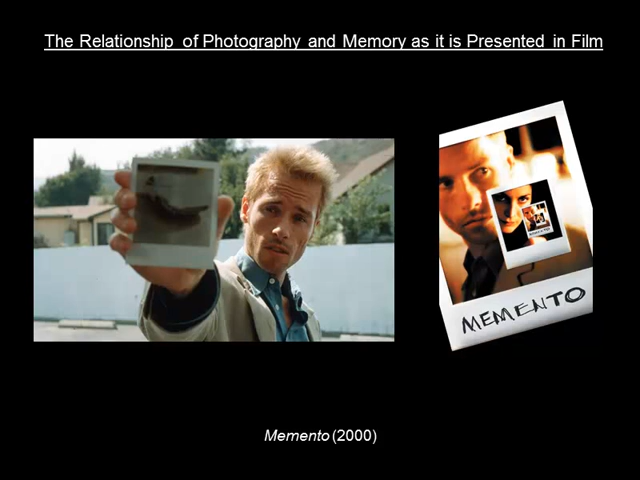 The Relationship of Photography and Memory as it is Presented in Film
MEMENTO
Memento (2000)